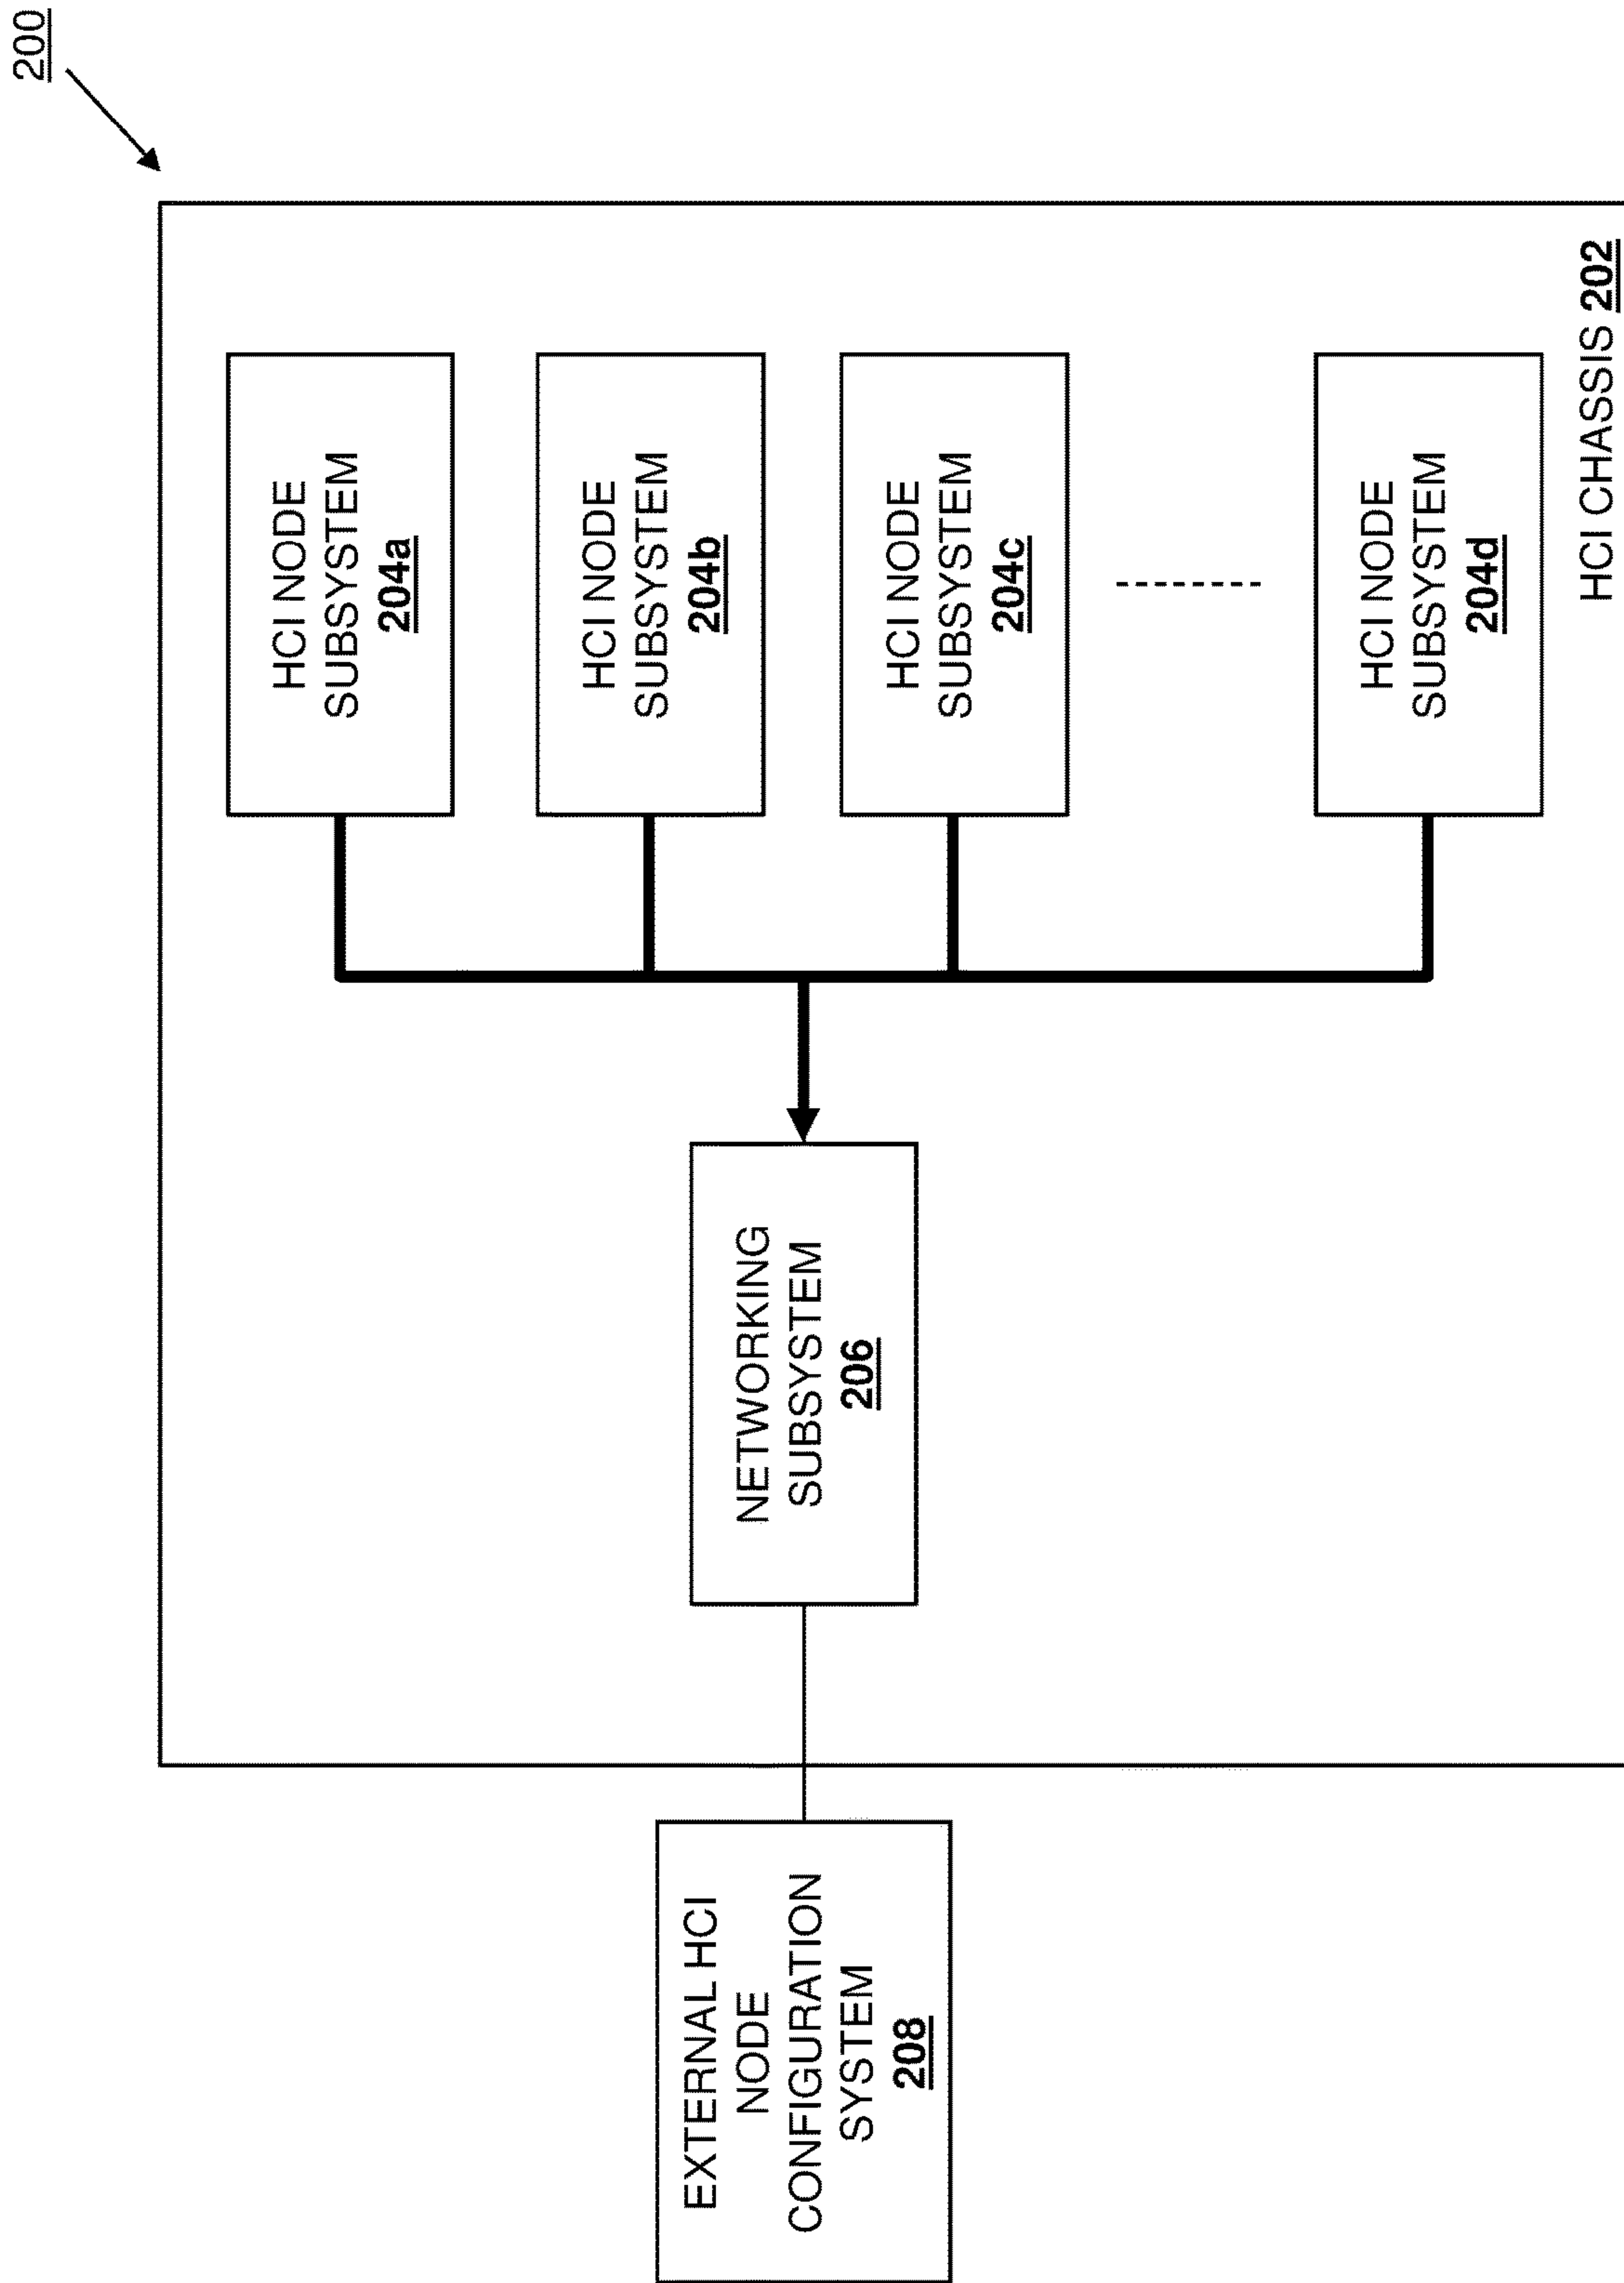 200
HCI NODE
SUBSYSTEM
204a
HCI NODE
SUBSYSTEM
204b
HCI NODE
SUBSYSTEM
204c
HCI NODE
SUBSYSTEM
204d
HCI CHASSIS 202
NETWORKING
SUBSYSTEM
206
EXTERNAL HCI
NODE
CONFIGURATION
SYSTEM
208